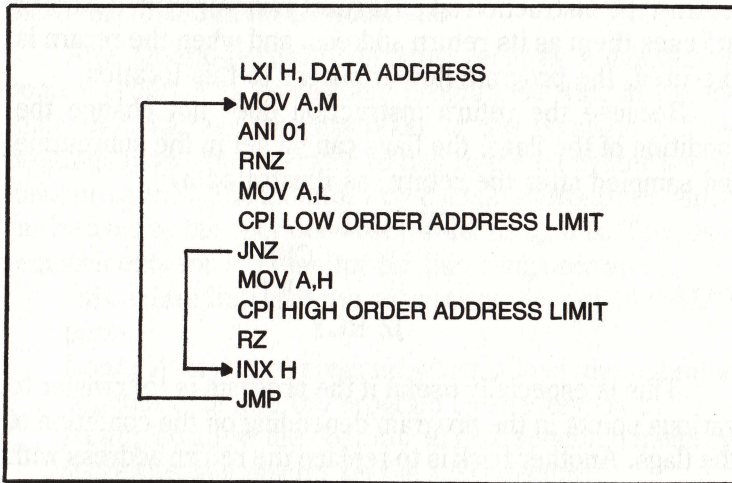 LXI H, DATA ADDRESS
MOV A,M
ANI 01
RNZ
MOV A,L
CPI LOW ORDER ADDRESS LIMIT
JNZ
MOV A,H
CPI HIGH ORDER ADDRESS LIMIT
RZ
INX H
JMP